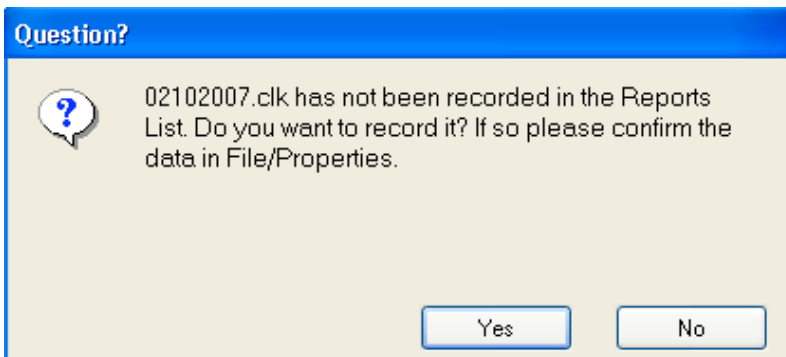 Question?
02102007.clk has not been recorded in the Reports
List. Do you want to record it? If so please confirm the
data in File/Properties.
Yes
No